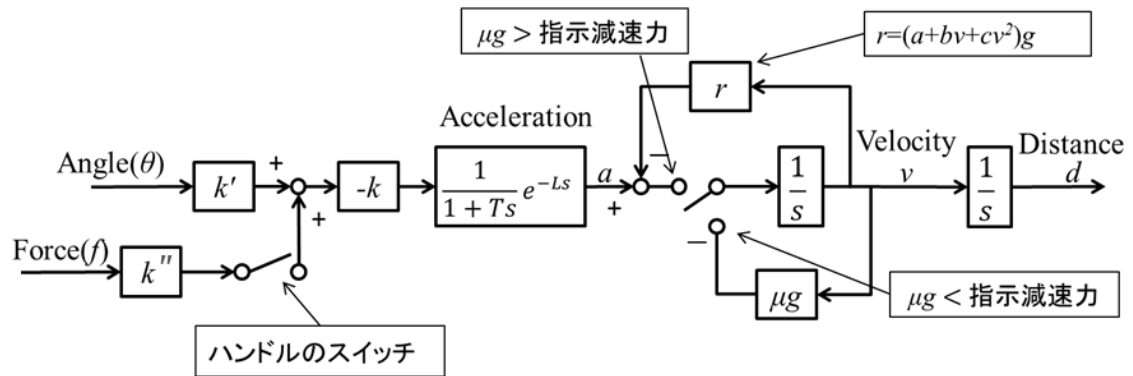 μg > 指示減速力
r=(a+bv+cv²)g
r
Acceleration
Velocity
Distance
Angle(θ)
k′
+
-k
1
1 + Ts
e^{-Ls}
a
+
−
1
s
v
1
s
d
+
Force(f)
k″
−
μg
μg < 指示減速力
ハンドルのスイッチ